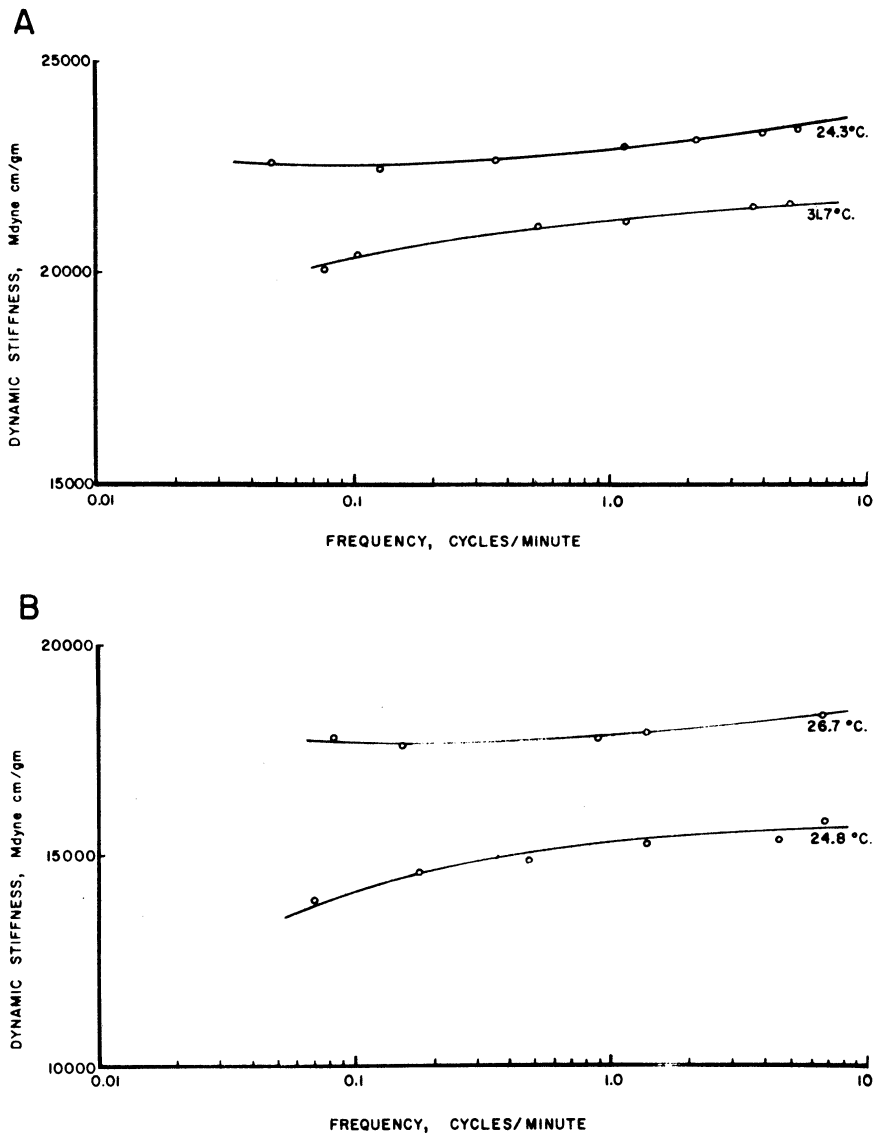 A
25000
20000
15000
DYNAMIC STIFFNESS, Mdyne cm/gm
24.3°C.
31.7°C.
0.01 0.1 1.0 10
FREQUENCY, CYCLES/MINUTE
B
20000
15000
10000
DYNAMIC STIFFNESS, Mdyne cm/gm
26.7 °C.
24.8 °C.
0.01 0.1 1.0 10
FREQUENCY, CYCLES/MINUTE